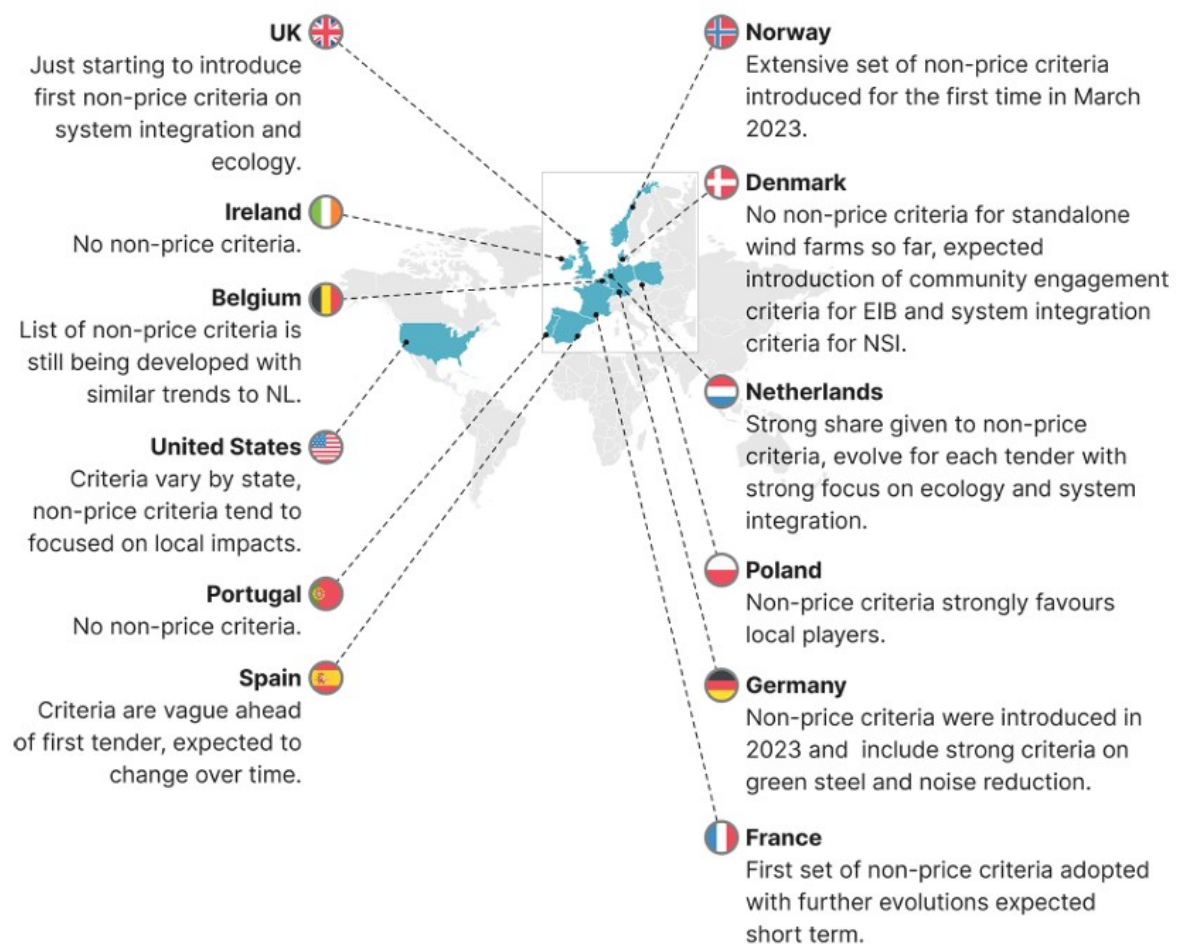 UK
Just starting to introduce
first non-price criteria on
system integration and
ecology.
Ireland
No non-price criteria.
Belgium
List of non-price criteria is
still being developed with
similar trends to NL.
United States
Criteria vary by state,
non-price criteria tend to
focused on local impacts.
Portugal
No non-price criteria.
Spain
Criteria are vague ahead
of first tender, expected to
change over time.
Norway
Extensive set of non-price criteria
introduced for the first time in March
2023.
Denmark
No non-price criteria for standalone
wind farms so far, expected
introduction of community engagement
criteria for EIB and system integration
criteria for NSI.
Netherlands
Strong share given to non-price
criteria, evolve for each tender with
strong focus on ecology and system
integration.
Poland
Non-price criteria strongly favours
local players.
Germany
Non-price criteria were introduced in
2023 and  include strong criteria on
green steel and noise reduction.
France
First set of non-price criteria adopted
with further evolutions expected
short term.